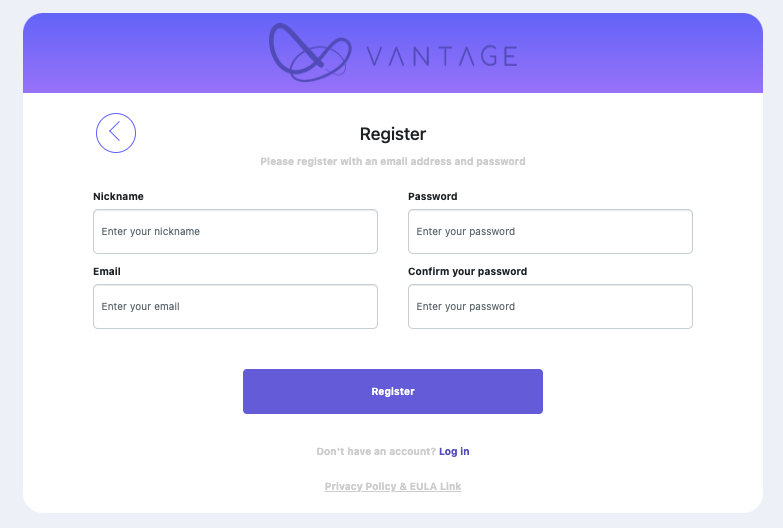 VANTAGE
Register
Please register with an email address and password
Nickname
Password
Enter your nickname
Enter your password
Email
Confirm your password
Enter your email
Enter your password
Register
Don't have an account? Log in
Privacy Policy & EULA Link